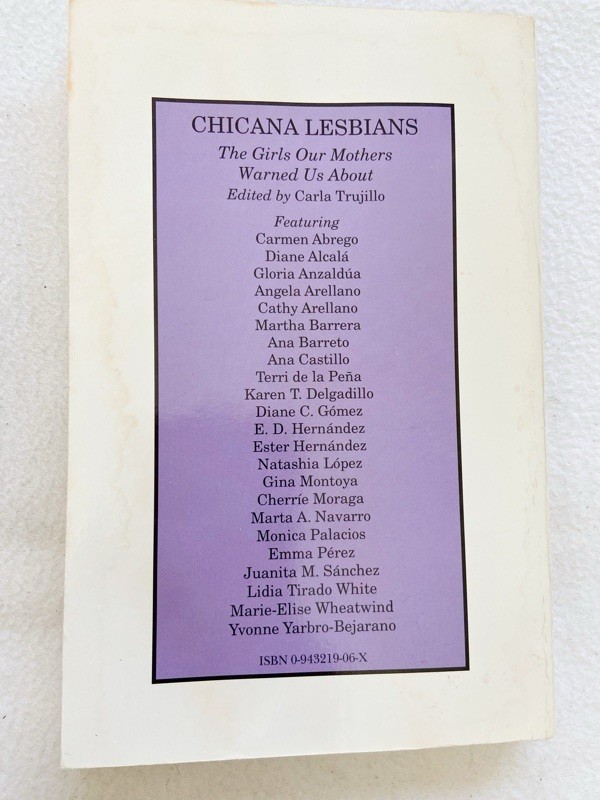 CHICANA LESBIANS
The Girls Our Mothers
Warned Us About
Edited by Carla Trujillo
Featuring
Carmen Abrego
Diane Alcalá
Gloria Anzaldúa
Angela Arellano
Cathy Arellano
Martha Barrera
Ana Barreto
Ana Castillo
Terri de la Peña
Karen T. Delgadillo
Diane C. Gómez
E. D. Hernández
Ester Hernández
Natashia López
Gina Montoya
Cherríe Moraga
Marta A. Navarro
Monica Palacios
Emma Pérez
Juanita M. Sánchez
Lidia Tirado White
Marie-Elise Wheatwind
Yvonne Yarbro-Bejarano
ISBN 0-943219-06-X